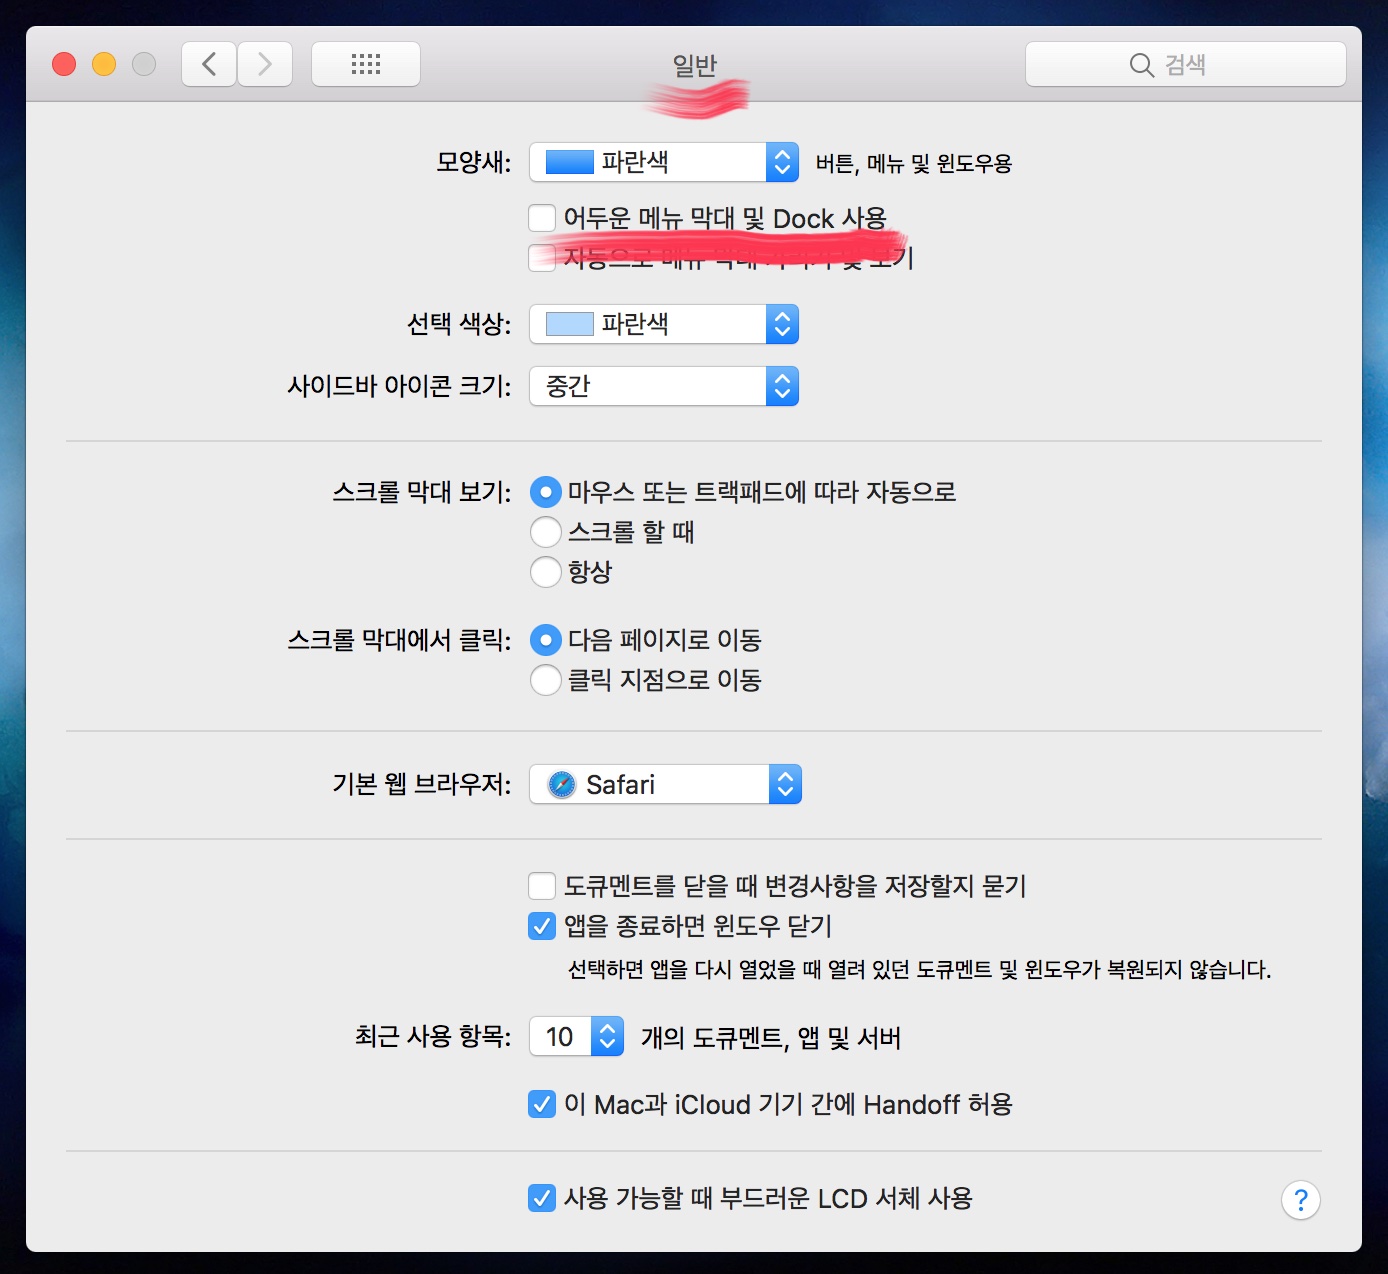 일반
검색
모양새: 파란색 버튼, 메뉴 및 윈도우용
어두운 메뉴 막대 및 Dock 사용
자동으로 메뉴 막대 가리기 및 보기
선택 색상: 파란색
사이드바 아이콘 크기: 중간
스크롤 막대 보기: 마우스 또는 트랙패드에 따라 자동으로
스크롤 할 때
항상
스크롤 막대에서 클릭: 다음 페이지로 이동
클릭 지점으로 이동
기본 웹 브라우저: Safari
도큐멘트를 닫을 때 변경사항을 저장할지 묻기
앱을 종료하면 윈도우 닫기
선택하면 앱을 다시 열었을 때 열려 있던 도큐멘트 및 윈도우가 복원되지 않습니다.
최근 사용 항목: 10 개의 도큐멘트, 앱 및 서버
이 Mac과 iCloud 기기 간에 Handoff 허용
사용 가능할 때 부드러운 LCD 서체 사용
?